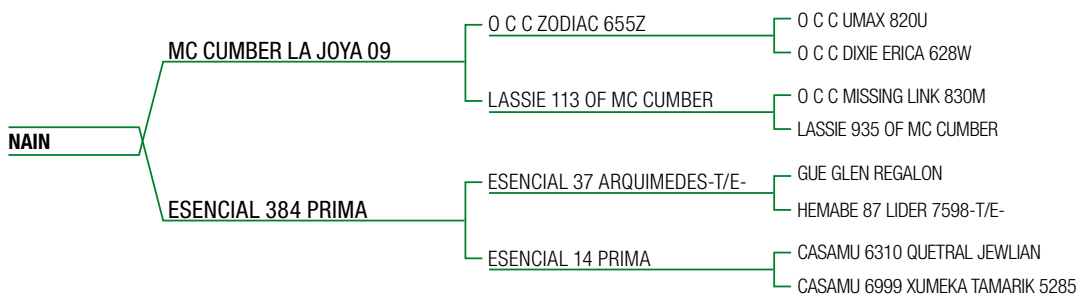 O C C UMAX 820U
O C C ZODIAC 655Z
O C C DIXIE ERICA 628W
MC CUMBER LA JOYA 09
O C C MISSING LINK 830M
LASSIE 113 OF MC CUMBER
LASSIE 935 OF MC CUMBER
NAIN
GUE GLEN REGALON
ESENCIAL 37 ARQUIMEDES-T/E-
HEMABE 87 LIDER 7598-T/E-
ESENCIAL 384 PRIMA
CASAMU 6310 QUETRAL JEWLIAN
ESENCIAL 14 PRIMA
CASAMU 6999 XUMEKA TAMARIK 5285